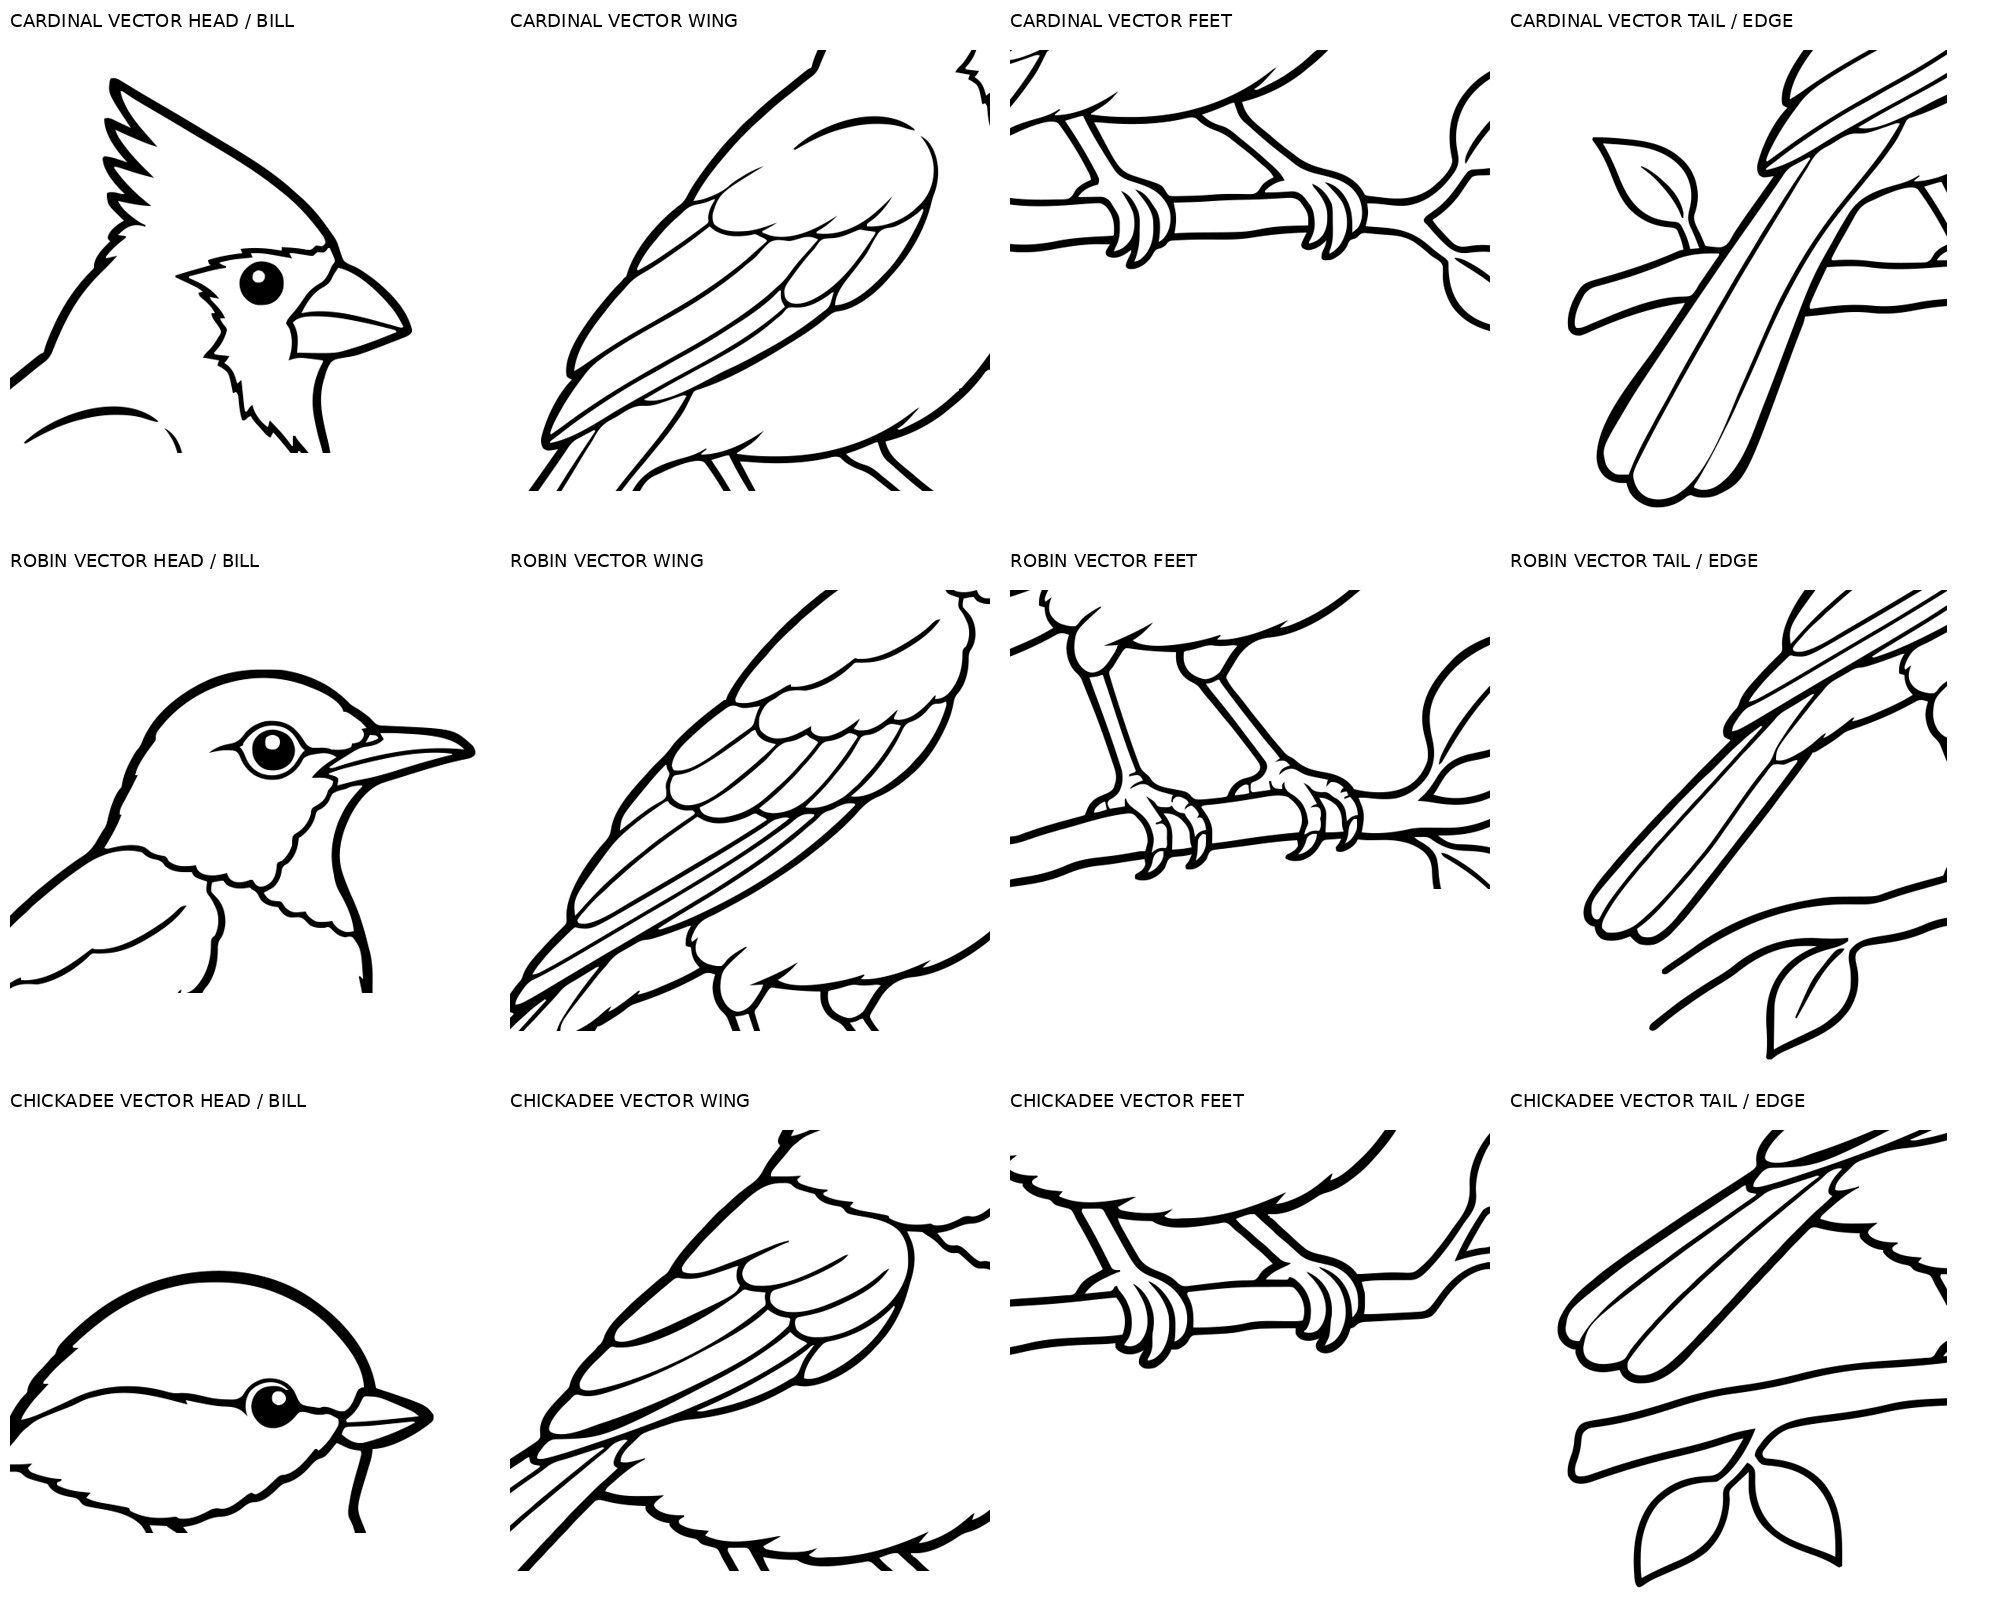 CARDINAL VECTOR HEAD / BILL
CARDINAL VECTOR WING
CARDINAL VECTOR FEET
CARDINAL VECTOR TAIL / EDGE
ROBIN VECTOR HEAD / BILL
ROBIN VECTOR WING
ROBIN VECTOR FEET
ROBIN VECTOR TAIL / EDGE
CHICKADEE VECTOR HEAD / BILL
CHICKADEE VECTOR WING
CHICKADEE VECTOR FEET
CHICKADEE VECTOR TAIL / EDGE